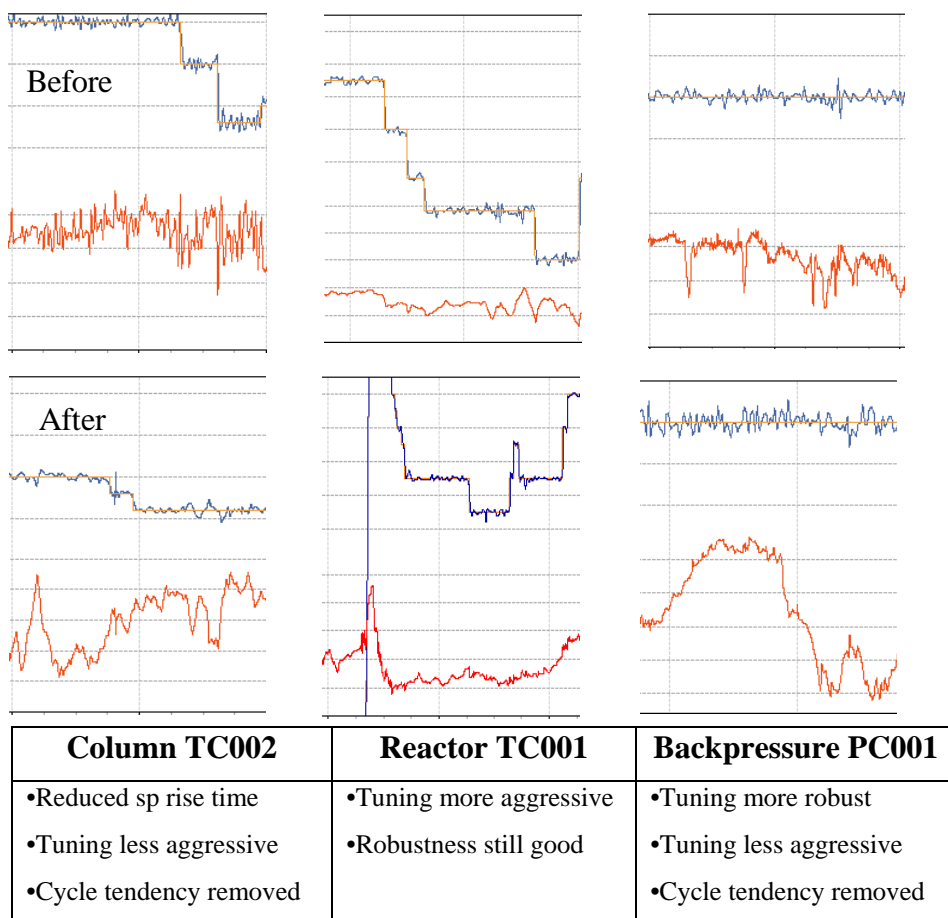 Before
After
Column TC002
Reactor TC001
Backpressure PC001
•Reduced sp rise time
•Tuning less aggressive
•Cycle tendency removed
•Tuning more aggressive
•Robustness still good
•Tuning more robust
•Tuning less aggressive
•Cycle tendency removed